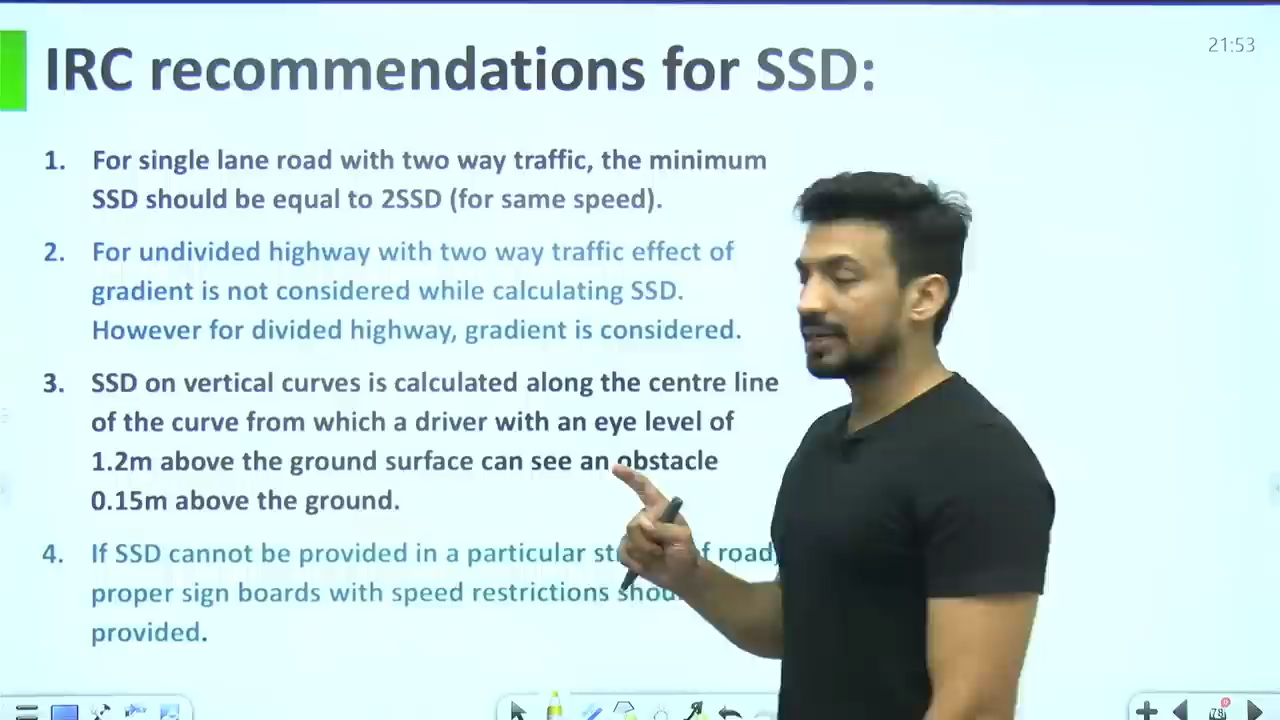 IRC recommendations for SSD:
21:53
1. For single lane road with two way traffic, the minimum
SSD should be equal to 2SSD (for same speed).
2. For undivided highway with two way traffic effect of
gradient is not considered while calculating SSD.
However for divided highway, gradient is considered.
3. SSD on vertical curves is calculated along the centre line
of the curve from which a driver with an eye level of
1.2m above the ground surface can see an obstacle
0.15m above the ground.
4. If SSD cannot be provided in a particular of road,
proper sign boards with speed restrictions
provided.
78